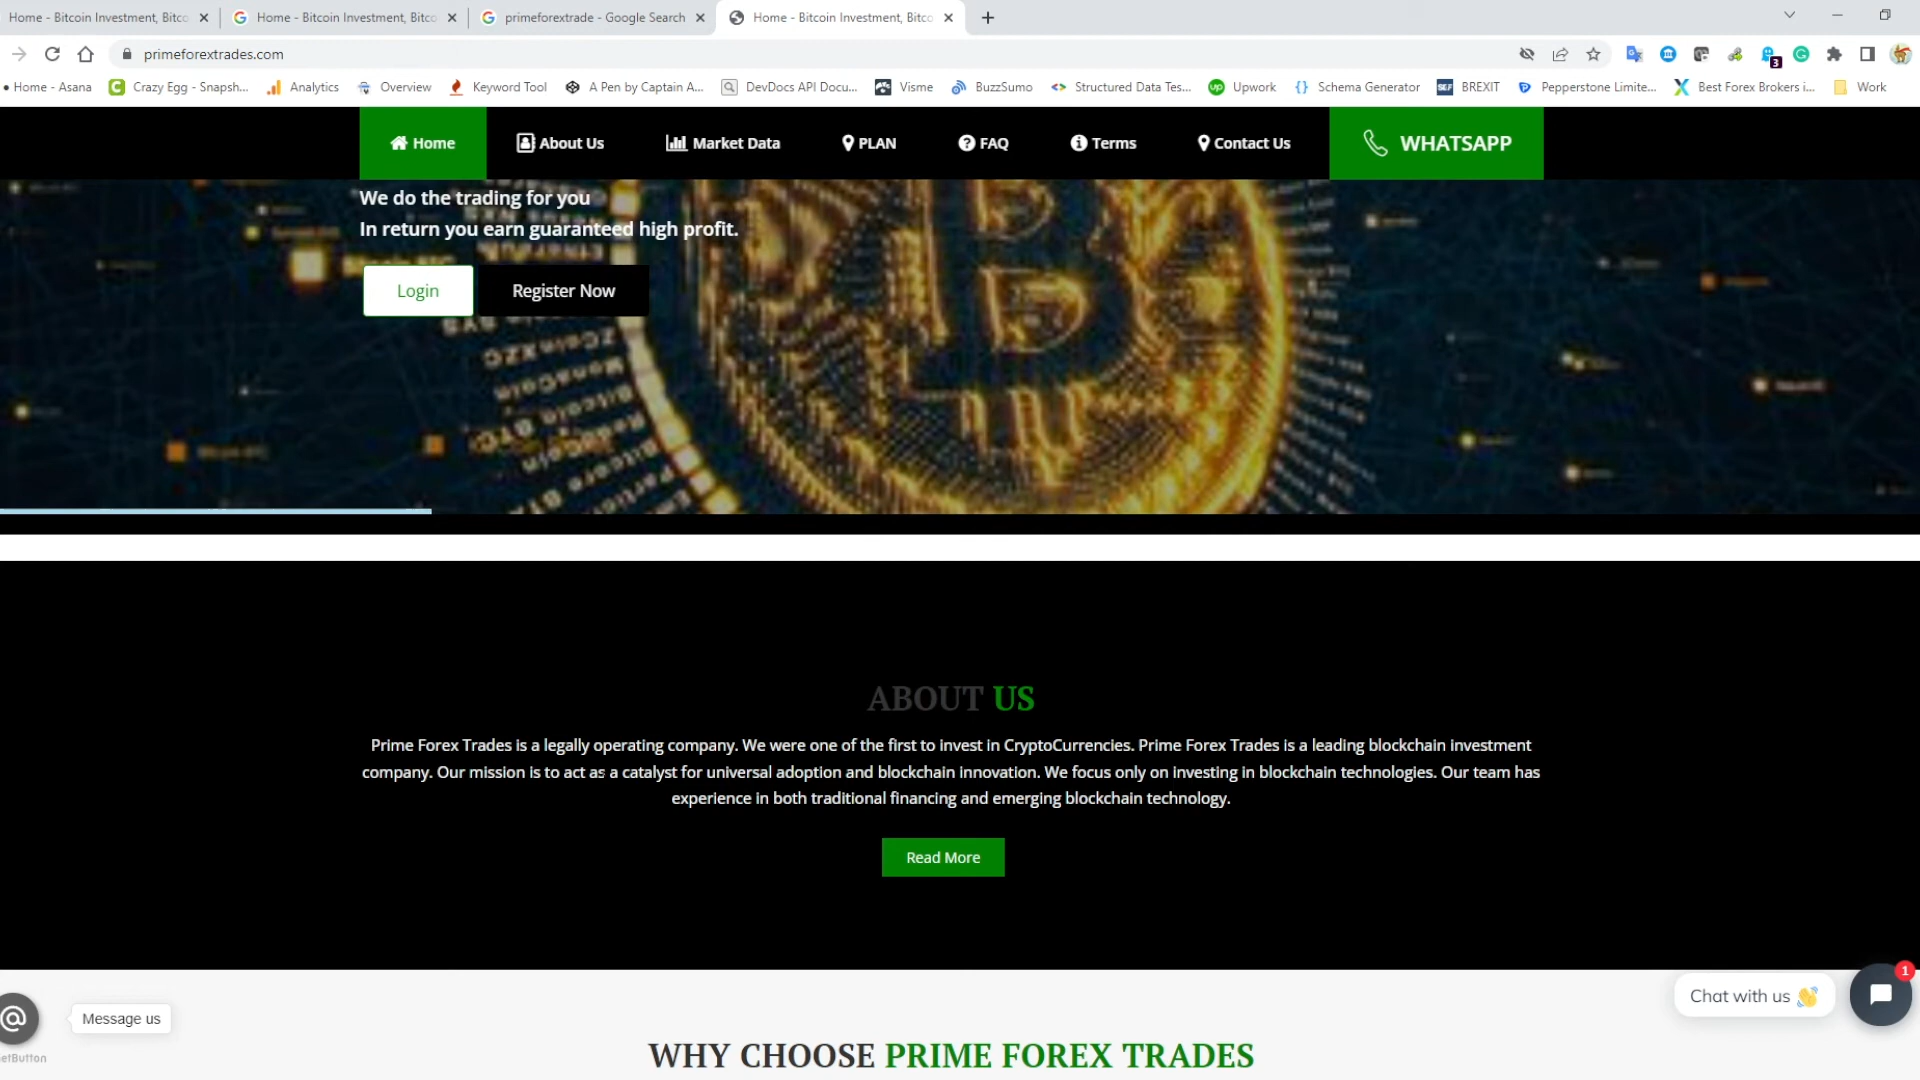 Home - Bitcoin Investment, Bitco
Home - Bitcoin Investment, Bitco
primeforextrade - Google Search
Home - Bitcoin Investment, Bitco
primeforextrades.com
3
Home - Asana
Crazy Egg - Snapsh...
Analytics
Overview
Keyword Tool
A Pen by Captain A...
DevDocs API Docu...
Visme
BuzzSumo
Structured Data Tes...
Upwork
Schema Generator
BREXIT
Pepperstone Limite...
Best Forex Brokers i...
Work
Home
About Us
Market Data
PLAN
FAQ
Terms
Contact Us
WHATSAPP
We do the trading for you
In return you earn guaranteed high profit.
Login
Register Now
ZCoinXZC
MonaCoin
ABOUT US
Prime Forex Trades is a legally operating company. We were one of the first to invest in CryptoCurrencies. Prime Forex Trades is a leading blockchain investment
company. Our mission is to act as a catalyst for universal adoption and blockchain innovation. We focus only on investing in blockchain technologies. Our team has
experience in both traditional financing and emerging blockchain technology.
Read More
Chat with us 👋
1
Message us
etButton
WHY CHOOSE PRIME FOREX TRADES